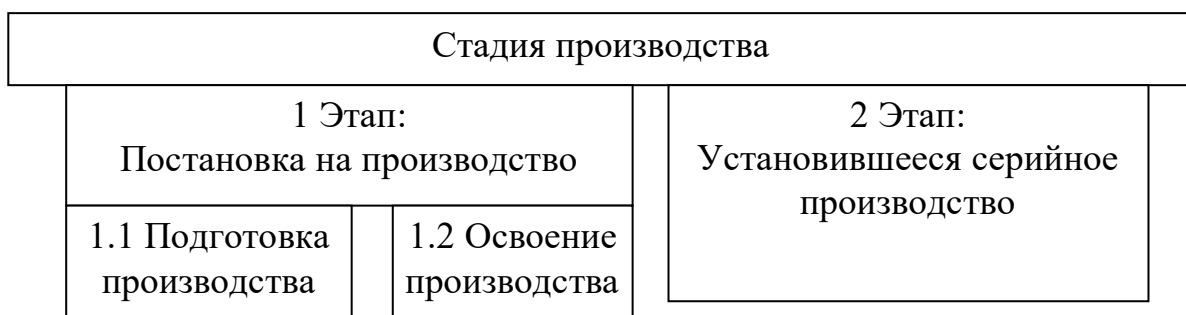 Стадия производства
1 Этап:
Постановка на производство
2 Этап:
Установившееся серийное
производство
1.1 Подготовка
производства
1.2 Освоение
производства